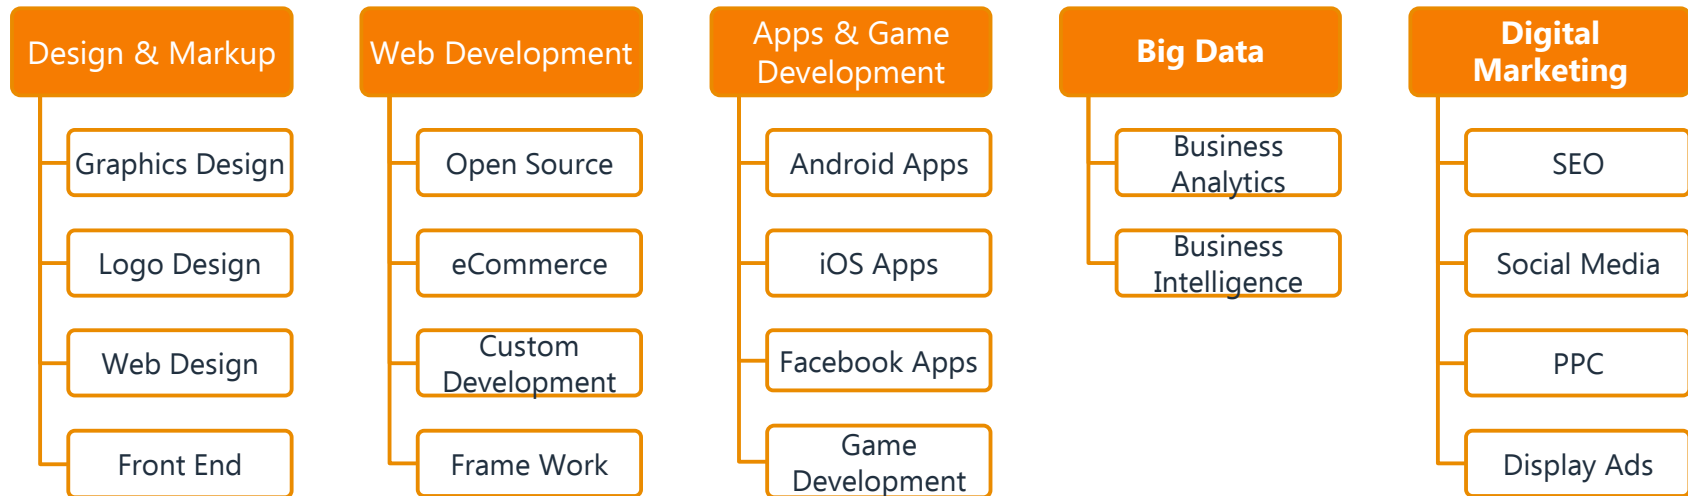 Design & Markup
Graphics Design
Logo Design
Web Design
Front End
Web Development
Open Source
eCommerce
Custom
Development
Frame Work
Apps & Game
Development
Android Apps
iOS Apps
Facebook Apps
Game
Development
Big Data
Business
Analytics
Business
Intelligence
Digital
Marketing
SEO
Social Media
PPC
Display Ads